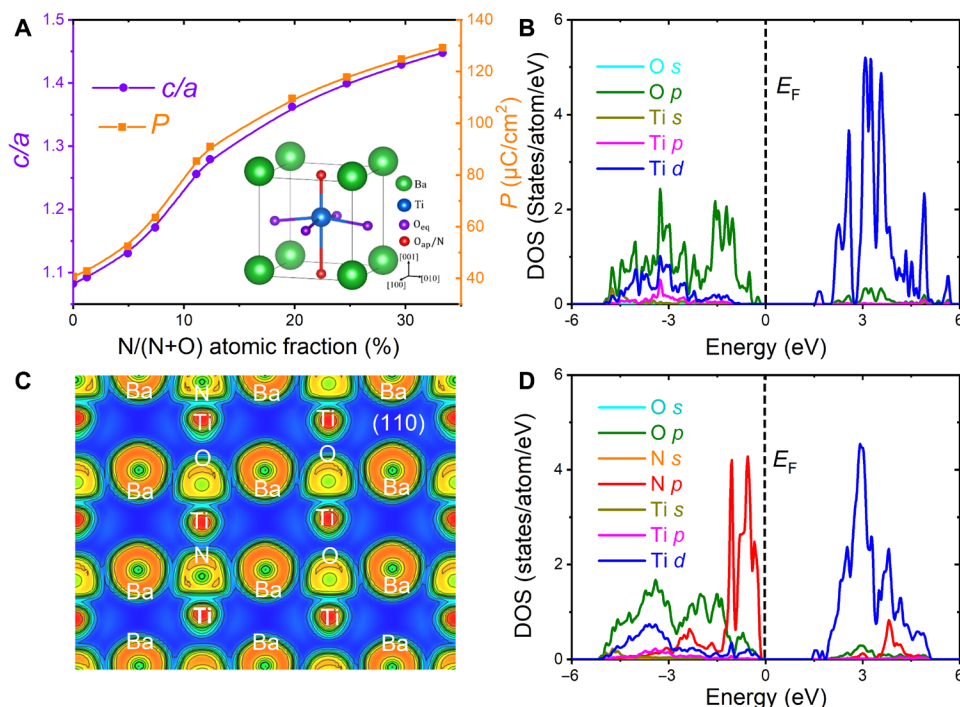 A
c/a
1.5
1.4
1.3
1.2
1.1
c/a
P
140
120
100
80
60
40
P (µC/cm²)
Ba
Ti
O_eq
O_ap/N
[001]
[100]
[010]
0
10
20
30
N/(N+O) atomic fraction (%)
B
DOS (States/atom/eV)
6
4
2
0
O s
O p
Ti s
Ti p
Ti d
E_F
−6
−3
0
3
6
Energy (eV)
C
Ba N Ba Ba
Ti Ti (110)
O O
Ba Ba Ba
Ti Ti
N O
Ba Ba Ba
Ti Ti
Ba Ba Ba
D
DOS (states/atom/eV)
6
4
2
0
O s
O p
N s
N p
Ti s
Ti p
Ti d
E_F
−6
−3
0
3
6
Energy (eV)